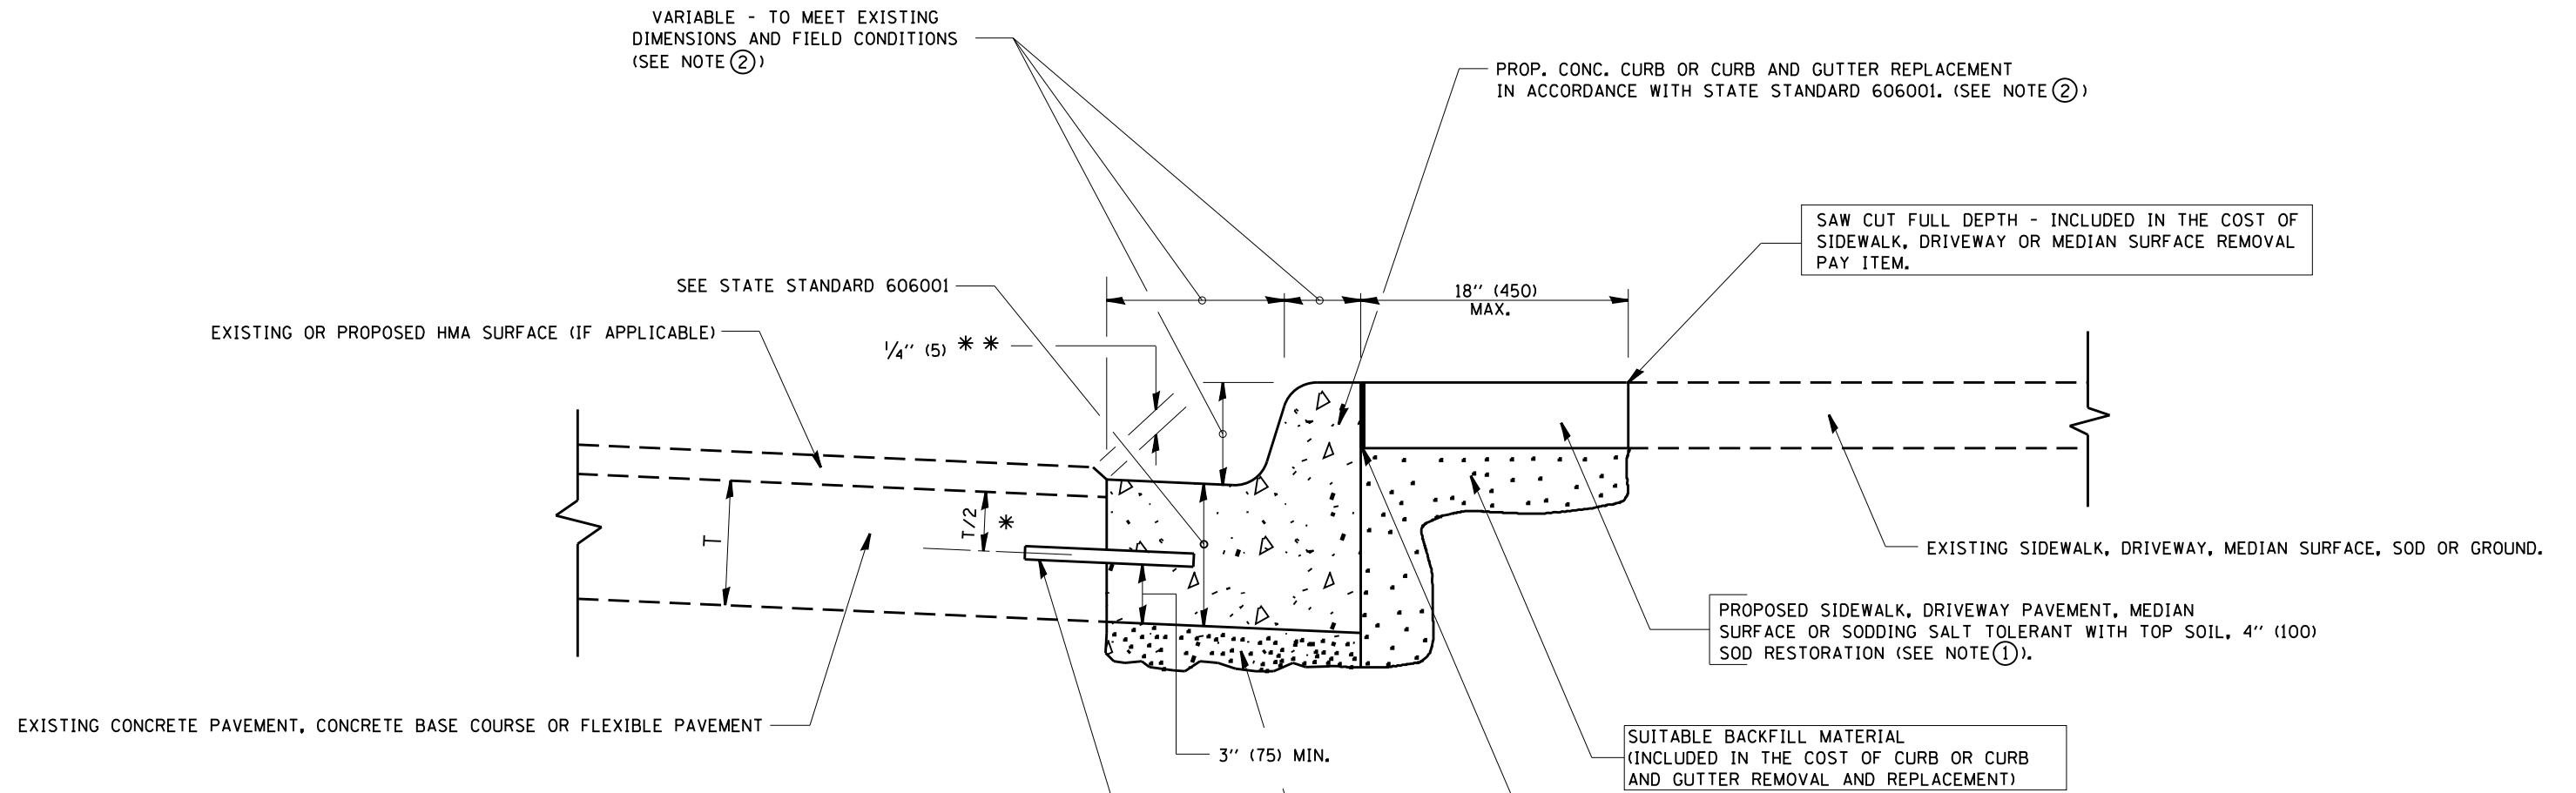 VARIABLE - TO MEET EXISTING
DIMENSIONS AND FIELD CONDITIONS
(SEE NOTE ②)
PROP. CONC. CURB OR CURB AND GUTTER REPLACEMENT
IN ACCORDANCE WITH STATE STANDARD 606001. (SEE NOTE ②)
SAW CUT FULL DEPTH - INCLUDED IN THE COST OF
SIDEWALK, DRIVEWAY OR MEDIAN SURFACE REMOVAL
PAY ITEM.
SEE STATE STANDARD 606001
18" (450)
MAX.
EXISTING OR PROPOSED HMA SURFACE (IF APPLICABLE)
1/4" (5) * *
T
T/2 *
EXISTING SIDEWALK, DRIVEWAY, MEDIAN SURFACE, SOD OR GROUND.
PROPOSED SIDEWALK, DRIVEWAY PAVEMENT, MEDIAN
SURFACE OR SODDING SALT TOLERANT WITH TOP SOIL, 4" (100)
SOD RESTORATION (SEE NOTE ①).
EXISTING CONCRETE PAVEMENT, CONCRETE BASE COURSE OR FLEXIBLE PAVEMENT
3" (75) MIN.
SUITABLE BACKFILL MATERIAL
(INCLUDED IN THE COST OF CURB OR CURB
AND GUTTER REMOVAL AND REPLACEMENT)